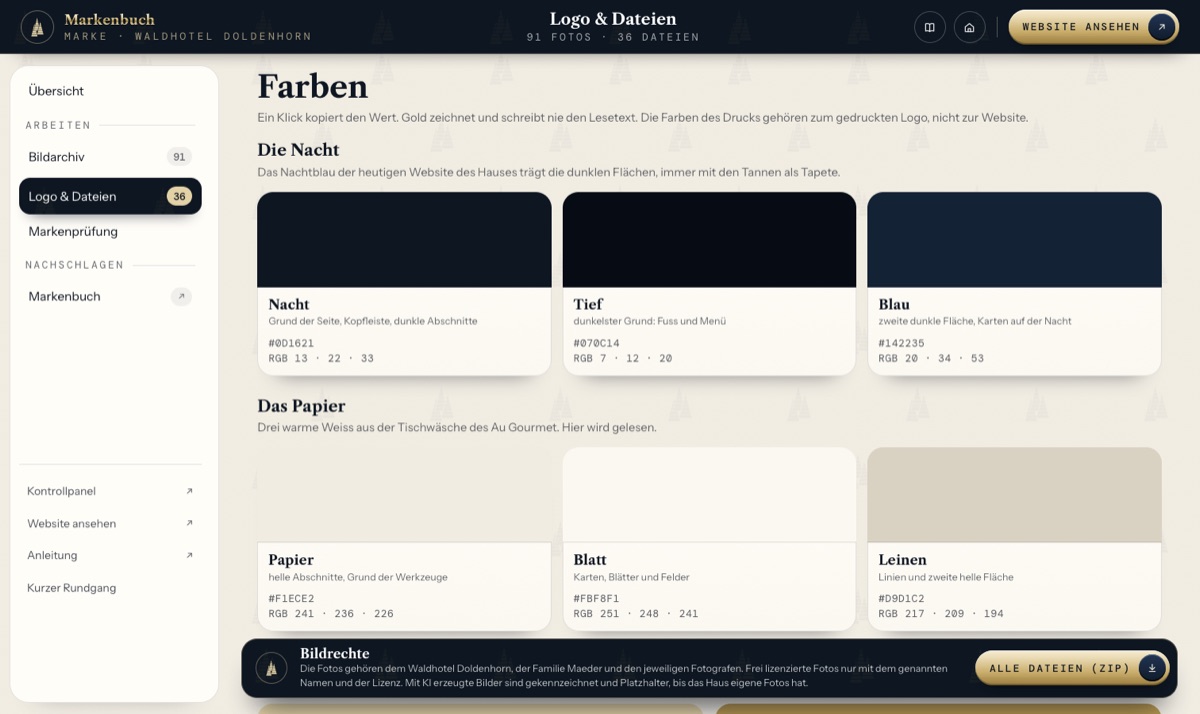 Markenbuch
MARKE · WALDHOTEL DOLDENHORN
Logo & Dateien
91 FOTOS · 36 DATEIEN
WEBSITE ANSEHEN
Übersicht
ARBEITEN
Bildarchiv 91
Logo & Dateien 36
Markenprüfung
NACHSCHLAGEN
Markenbuch
Kontrollpanel
Website ansehen
Anleitung
Kurzer Rundgang
Farben
Ein Klick kopiert den Wert. Gold zeichnet und schreibt nie den Lesetext. Die Farben des Drucks gehören zum gedruckten Logo, nicht zur Website.
Die Nacht
Das Nachtblau der heutigen Website des Hauses trägt die dunklen Flächen, immer mit den Tannen als Tapete.
Nacht
Grund der Seite, Kopfleiste, dunkle Abschnitte
#0D1621
RGB 13 · 22 · 33
Tief
dunkelster Grund: Fuss und Menü
#070C14
RGB 7 · 12 · 20
Blau
zweite dunkle Fläche, Karten auf der Nacht
#142235
RGB 20 · 34 · 53
Das Papier
Drei warme Weiss aus der Tischwäsche des Au Gourmet. Hier wird gelesen.
Papier
helle Abschnitte, Grund der Werkzeuge
#F1ECE2
RGB 241 · 236 · 226
Blatt
Karten, Blätter und Felder
#FBF8F1
RGB 251 · 248 · 241
Leinen
Linien und zweite helle Fläche
#D9D1C2
RGB 217 · 209 · 194
Bildrechte
Die Fotos gehören dem Waldhotel Doldenhorn, der Familie Maeder und den jeweiligen Fotografen. Frei lizenzierte Fotos nur mit dem genannten
Namen und der Lizenz. Mit KI erzeugte Bilder sind gekennzeichnet und Platzhalter, bis das Haus eigene Fotos hat.
ALLE DATEIEN (ZIP)